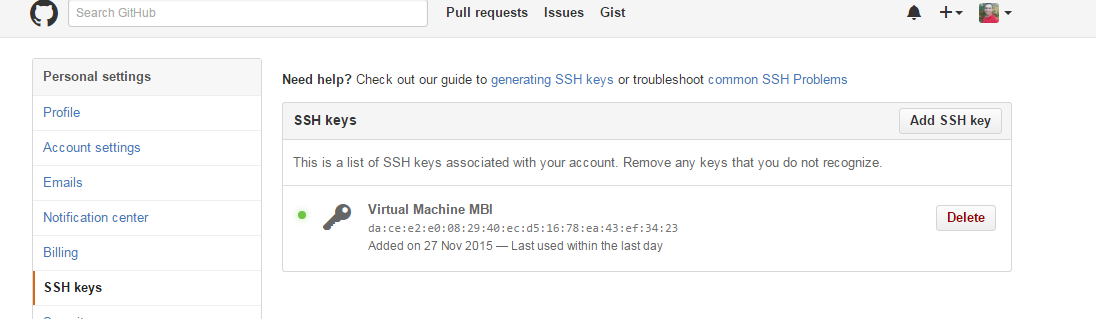 Search GitHub
Pull requests Issues Gist
Personal settings
Profile
Account settings
Emails
Notification center
Billing
SSH keys
Need help? Check out our guide to generating SSH keys or troubleshoot common SSH Problems
SSH keys
Add SSH key
This is a list of SSH keys associated with your account. Remove any keys that you do not recognize.
Virtual Machine MBI
da:ce:e2:e0:08:29:40:ec:d5:16:78:ea:43:ef:34:23
Added on 27 Nov 2015 — Last used within the last day
Delete